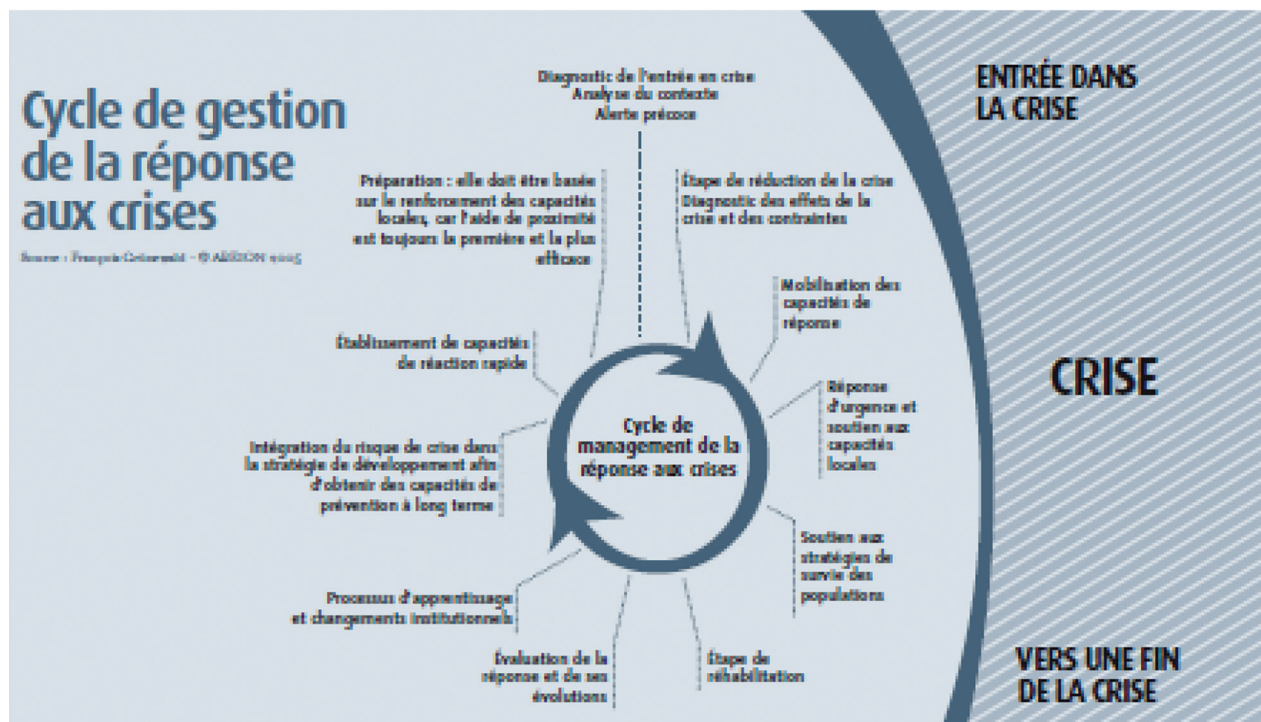 Cycle de gestion
de la réponse
aux crises
Source : François Grünewald - © AREION 2005
Diagnostic de l'entrée en crise
Analyse du contexte
Alerte précoce
ENTRÉE DANS
LA CRISE
Préparation : elle doit être basée
sur le renforcement des capacités
locales, car l'aide de proximité
est toujours la première et la plus
efficace
Étape de réduction de la crise
Diagnostic des effets de la
crise et des contraintes
Mobilisation des
capacités de
réponse
Établissement de capacités
de réaction rapide
CRISE
Réponse
d'urgence et
soutien aux
capacités
locales
Cycle de
management de la
réponse aux crises
Intégration du risque de crise dans
la stratégie de développement afin
d'obtenir des capacités de
prévention à long terme
Soutien aux
stratégies de
survie des
populations
Processus d'apprentissage
et changements institutionnels
Évaluation de la
réponse et de ses
évolutions
Étape de
réhabilitation
VERS UNE FIN
DE LA CRISE